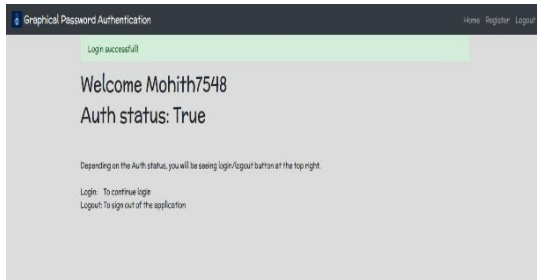 Graphical Password Authentication
Home Register Logout
Login successful!
Welcome Mohith7548
Auth status: True
Depending on the Auth status, you will be seeing login/logout button at the top right.
Login: To continue login
Logout: To sign out of the application